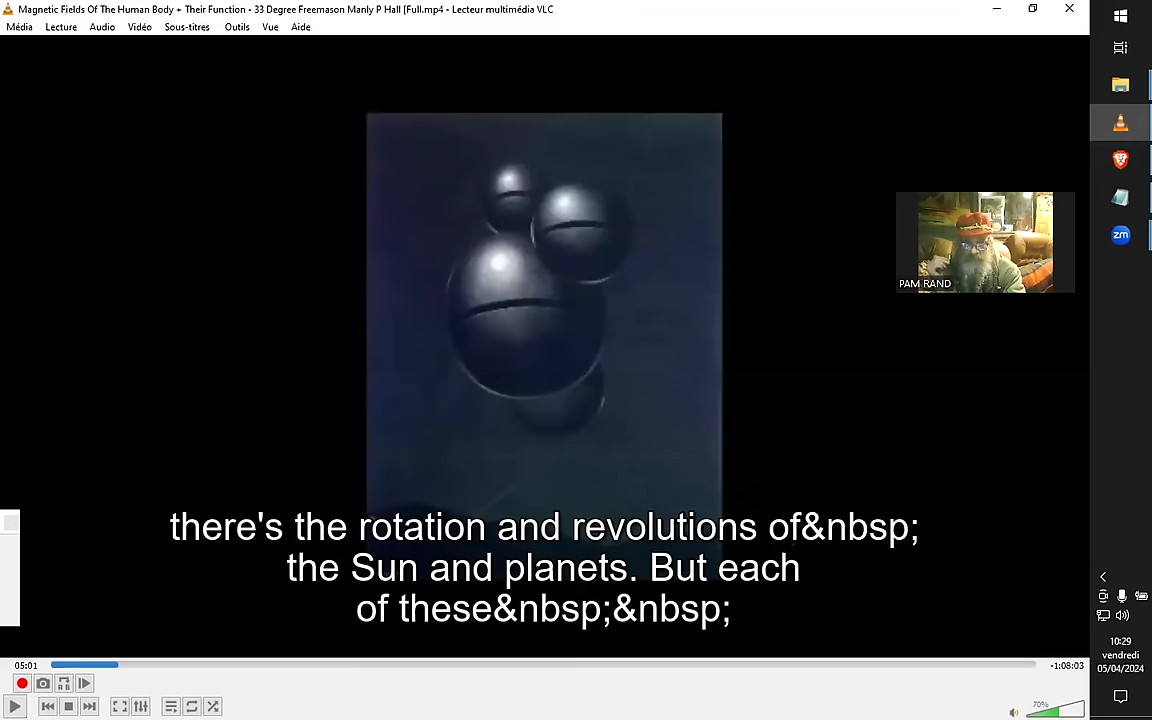 Magnetic Fields Of The Human Body + Their Function - 33 Degree Freemason Manly P Hall [Full.mp4 - Lecteur multimédia VLC
Média Lecture Audio Vidéo Sous-titres Outils Vue Aide
PAM RAND
zm
there's the rotation and revolutions of&nbsp;
the Sun and planets. But each
of these&nbsp;&nbsp;
05:01
-1:08:03
70%
10:29
vendredi
05/04/2024